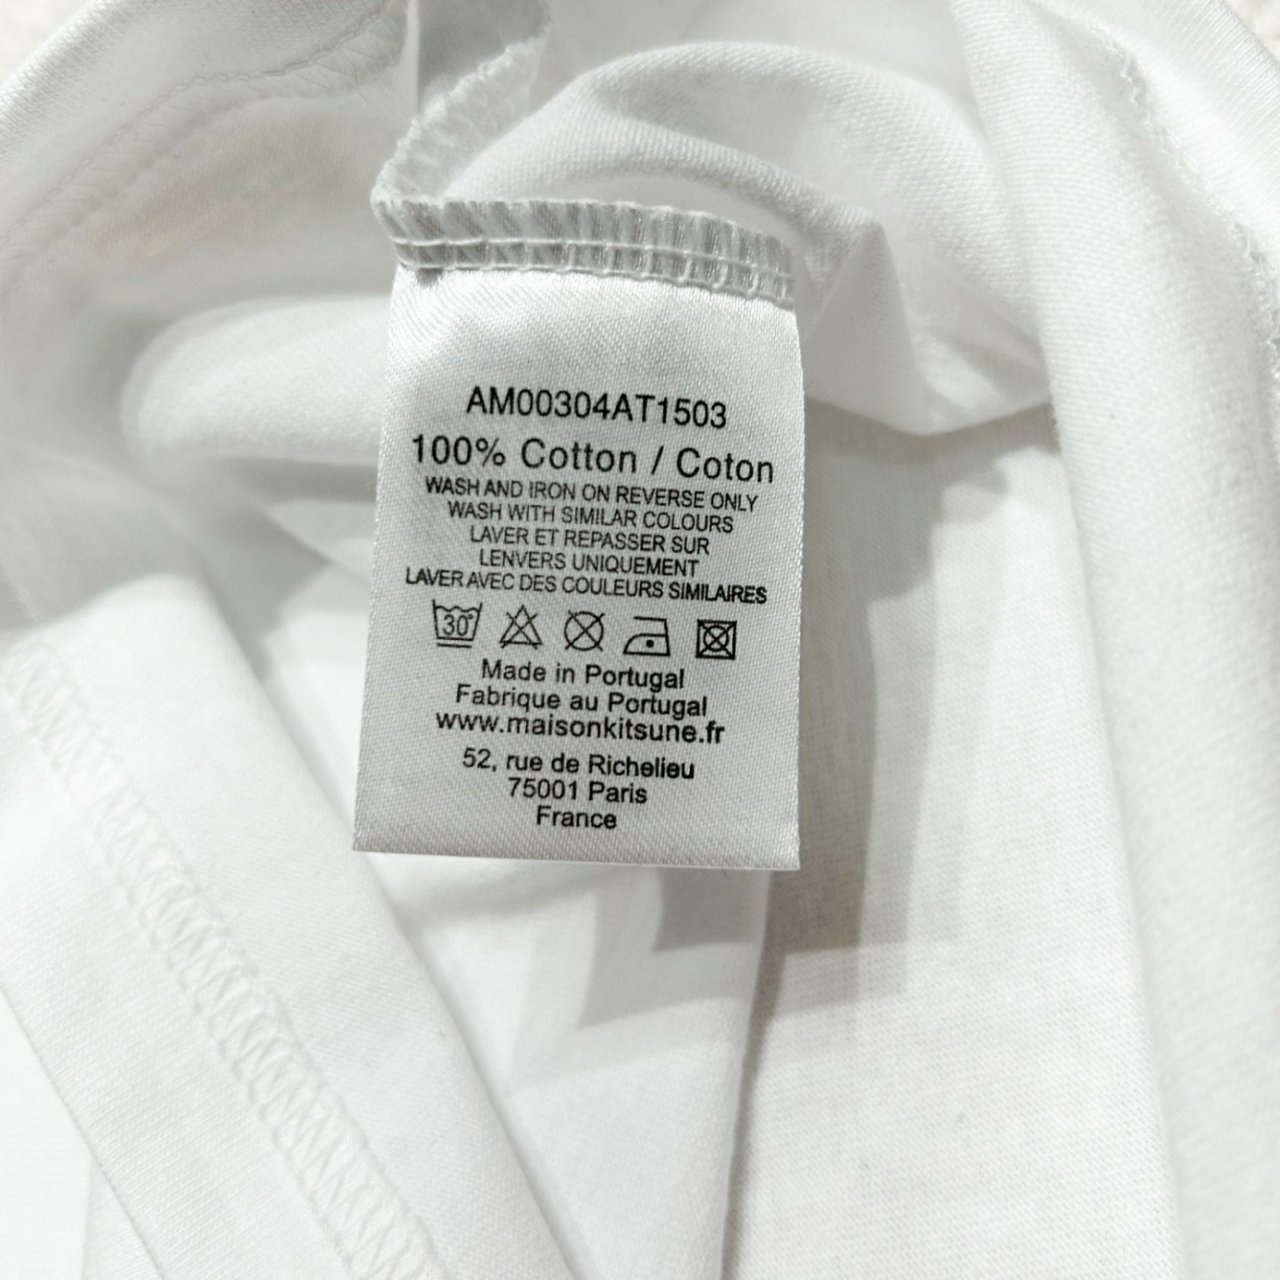 AM00304AT1503
100% Cotton / Coton
WASH AND IRON ON REVERSE ONLY
WASH WITH SIMILAR COLOURS
LAVER ET REPASSER SUR
LENVERS UNIQUEMENT
LAVER AVEC DES COULEURS SIMILAIRES
30°
Made in Portugal
Fabrique au Portugal
www.maisonkitsune.fr
52, rue de Richelieu
75001 Paris
France